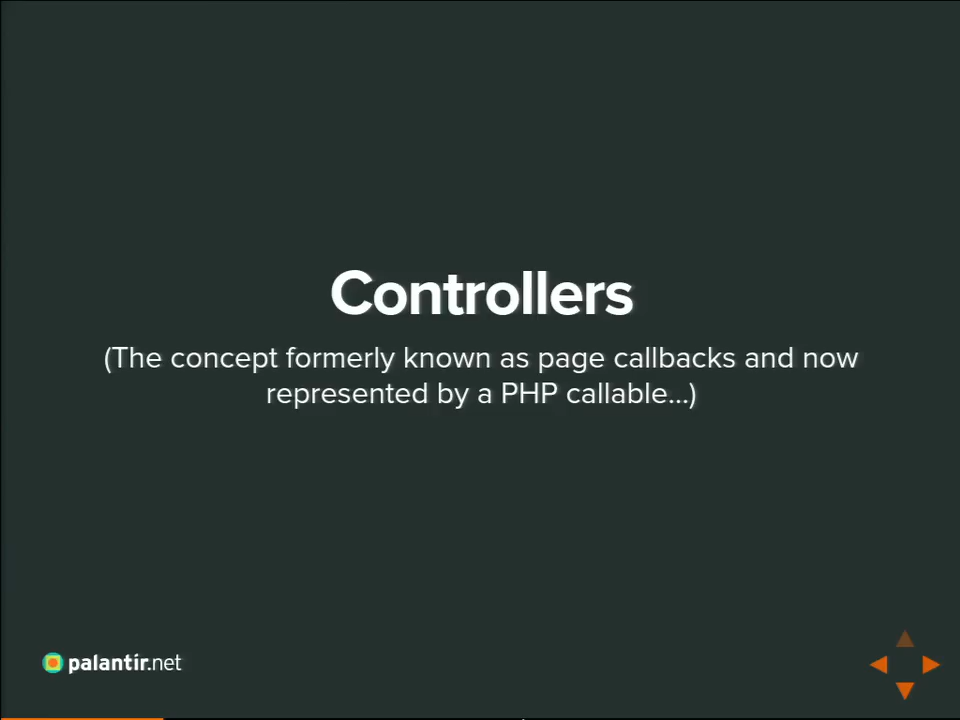 Controllers
(The concept formerly known as page callbacks and now
represented by a PHP callable...)
palantir.net